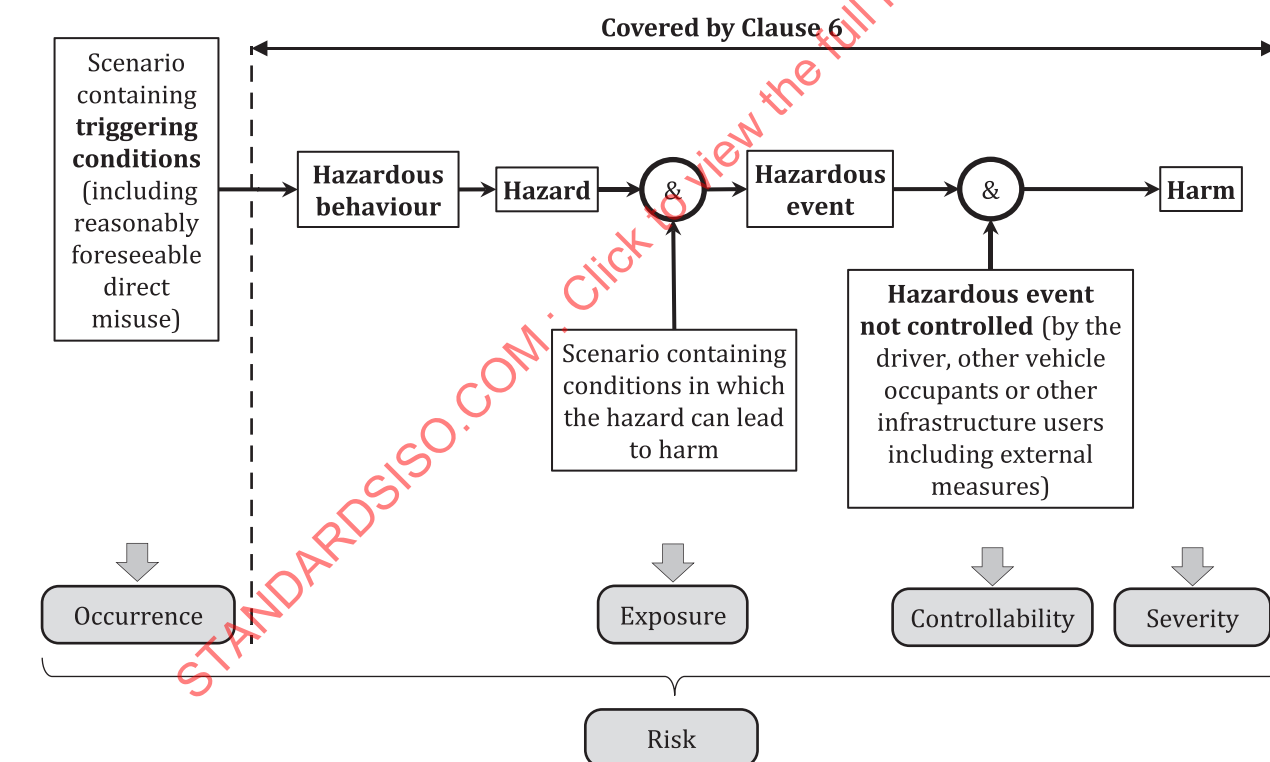 Covered by Clause 6
Scenario
containing
triggering
conditions
(including
reasonably
foreseeable
direct
misuse)
Hazardous
behaviour
Hazard
&
Hazardous
event
&
Harm
Scenario containing
conditions in which
the hazard can lead
to harm
Hazardous event
not controlled (by the
driver, other vehicle
occupants or other
infrastructure users
including external
measures)
Occurrence
Exposure
Controllability
Severity
Risk
STANDARDSISO.COM : Click to view the full